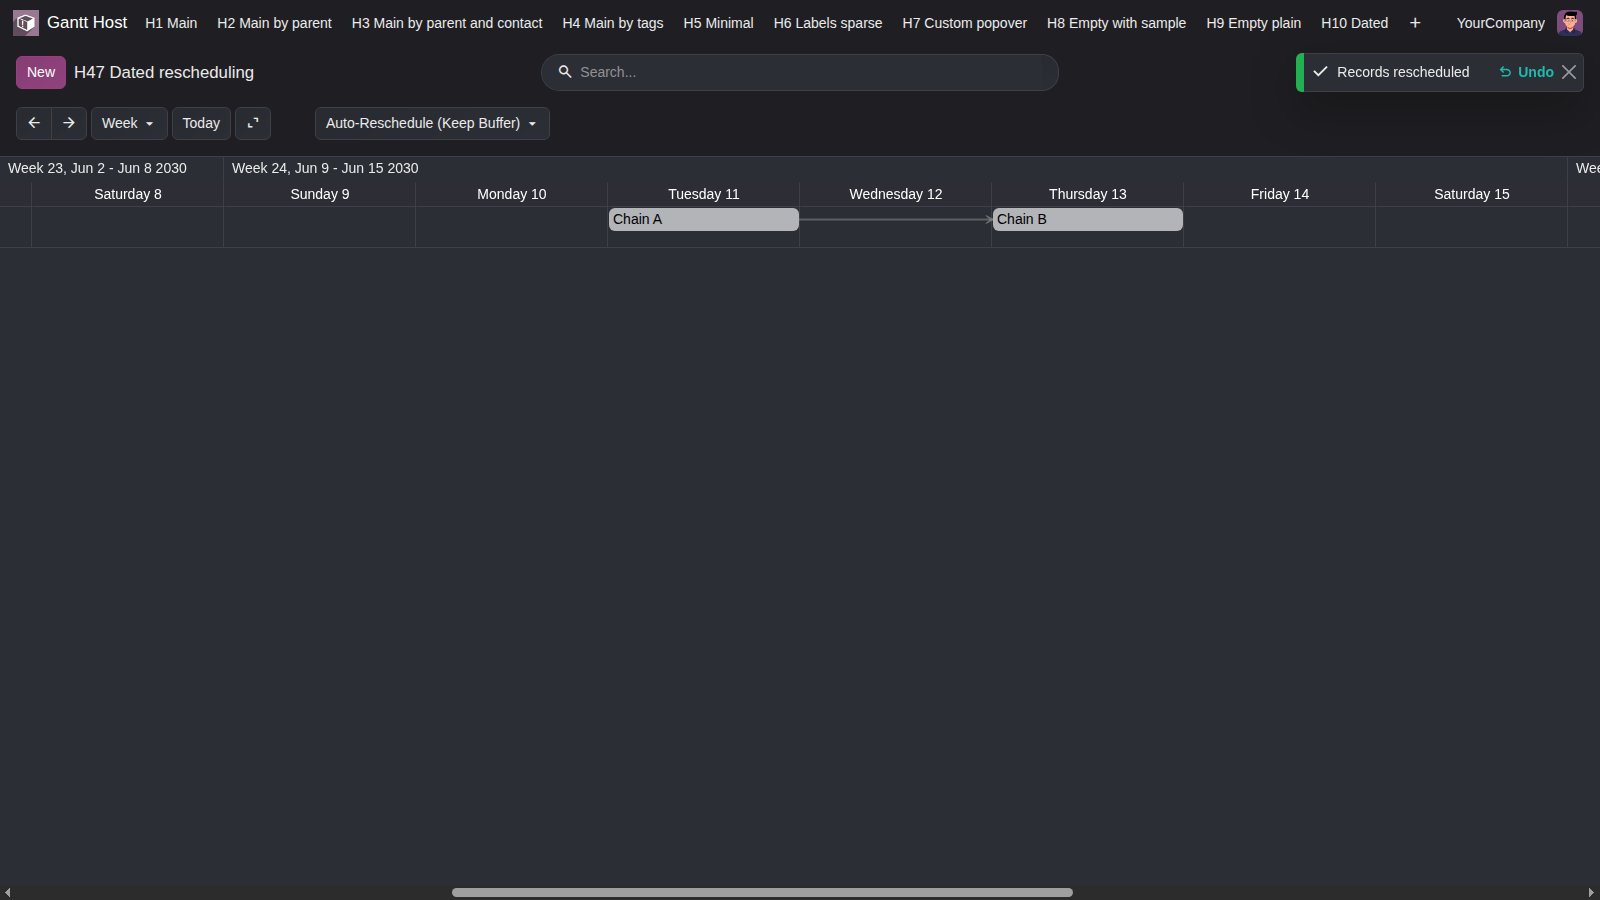 Gantt Host H1 Main H2 Main by parent H3 Main by parent and contact H4 Main by tags H5 Minimal H6 Labels sparse H7 Custom popover H8 Empty with sample H9 Empty plain H10 Dated + YourCompany
New H47 Dated rescheduling Search... Records rescheduled Undo
Week Today Auto-Reschedule (Keep Buffer)
Week 23, Jun 2 - Jun 8 2030 Week 24, Jun 9 - Jun 15 2030
Saturday 8 Sunday 9 Monday 10 Tuesday 11 Wednesday 12 Thursday 13 Friday 14 Saturday 15
Chain A Chain B